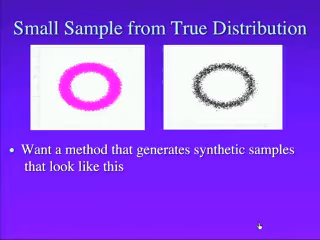 Small Sample from True Distribution
• Want a method that generates synthetic samples
that look like this